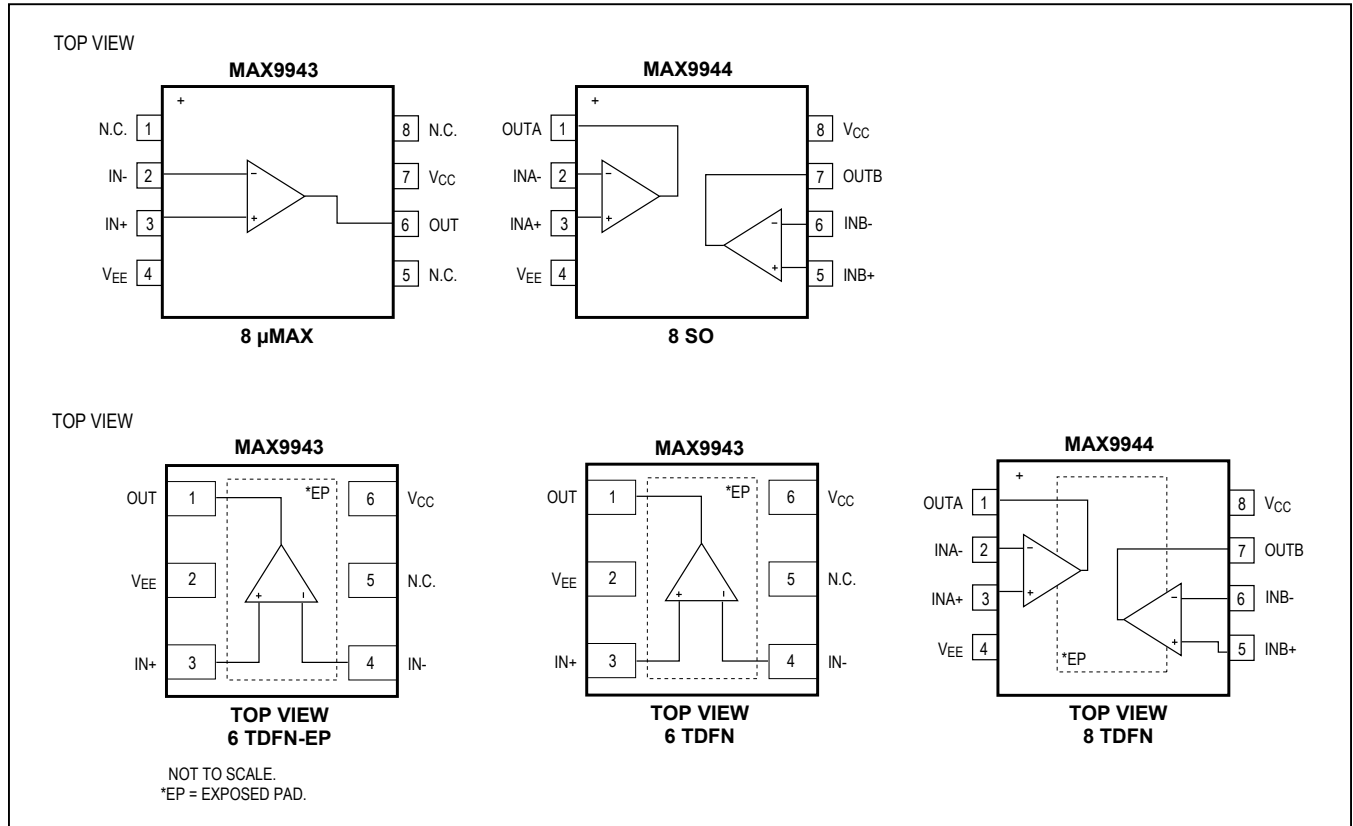 TOP VIEW
MAX9943
+
N.C. 1
IN- 2
IN+ 3
VEE 4
8 N.C.
7 VCC
6 OUT
5 N.C.
−
+
8 µMAX
MAX9944
+
OUTA 1
INA- 2
INA+ 3
VEE 4
8 VCC
7 OUTB
6 INB-
5 INB+
−
+
−
+
8 SO
TOP VIEW
MAX9943
*EP
OUT 1
VEE 2
IN+ 3
6 VCC
5 N.C.
4 IN-
+ −
TOP VIEW
6 TDFN-EP
MAX9943
*EP
OUT 1
VEE 2
IN+ 3
6 VCC
5 N.C.
4 IN-
+ −
TOP VIEW
6 TDFN
MAX9944
+
OUTA 1
INA- 2
INA+ 3
VEE 4
8 VCC
7 OUTB
6 INB-
5 INB+
−
+
−
+
*EP
TOP VIEW
8 TDFN
NOT TO SCALE.
*EP = EXPOSED PAD.